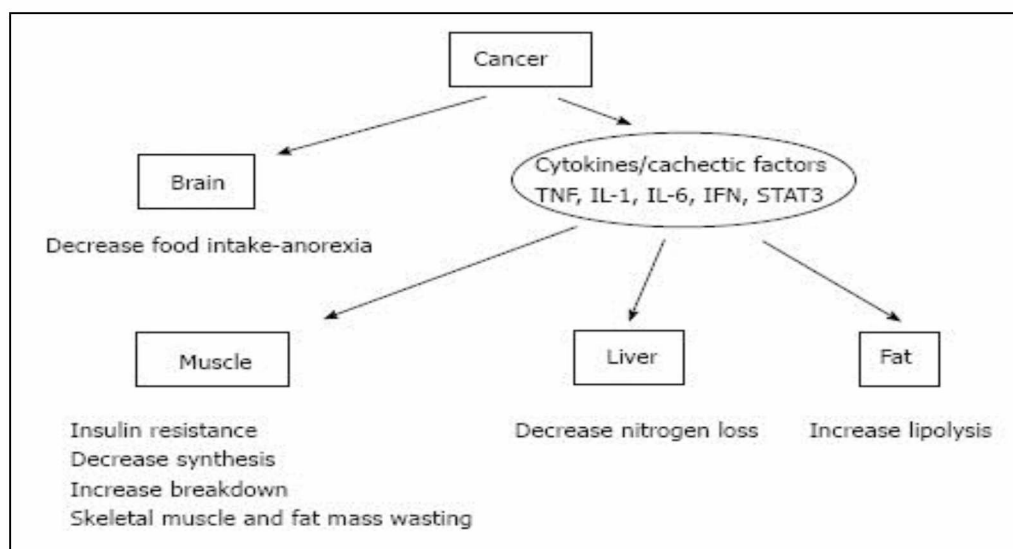 Cancer
Brain
Cytokines/cachectic factors
TNF, IL-1, IL-6, IFN, STAT3
Decrease food intake-anorexia
Muscle
Liver
Fat
Insulin resistance
Decrease synthesis
Increase breakdown
Skeletal muscle and fat mass wasting
Decrease nitrogen loss
Increase lipolysis